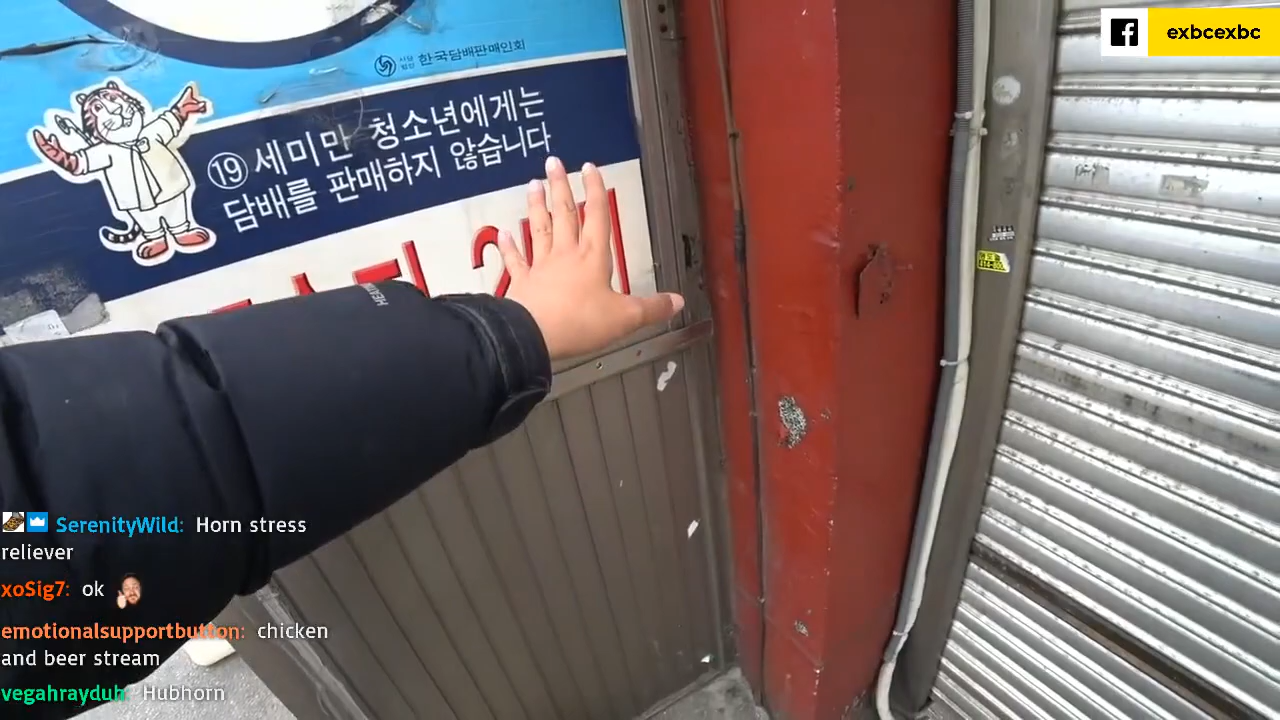 exbcexbc
한국담배판매인회
⑲ 세미만 청소년에게는
담배를 판매하지 않습니다
SerenityWild: Horn stress
reliever
xoSig7: ok
emotionalsupportbutton: chicken
and beer stream
vegahrayduh: Hubhorn